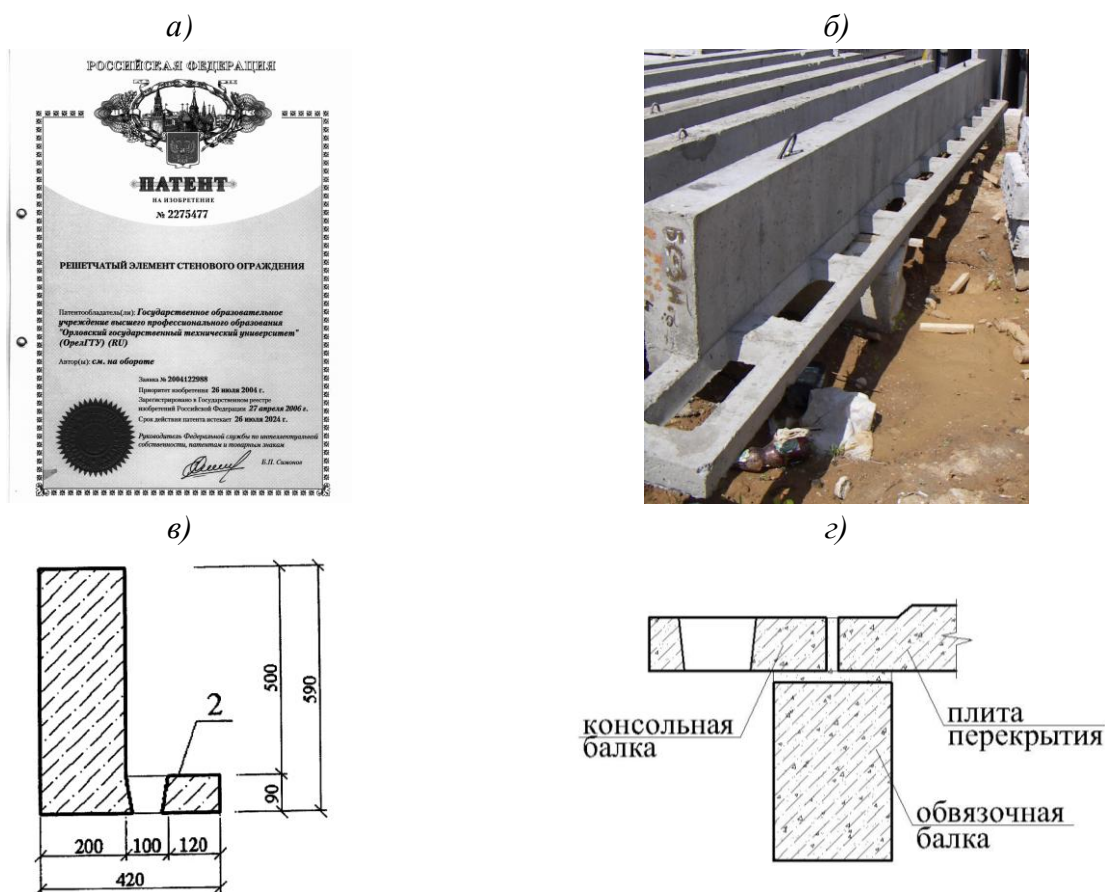 а)
б)
РОССИЙСКАЯ ФЕДЕРАЦИЯ
ПАТЕНТ
НА ИЗОБРЕТЕНИЕ
№ 2275477
РЕШЕТЧАТЫЙ ЭЛЕМЕНТ СТЕНОВОГО ОГРАЖДЕНИЯ
Патентообладатель(ли): Государственное образовательное
учреждение высшего профессионального образования
"Орловский государственный технический университет"
(ОрелГТУ) (RU)
Автор(ы): см. на обороте
Заявка № 2004122988
Приоритет изобретения 26 июля 2004 г.
Зарегистрировано в Государственном реестре
изобретений Российской Федерации 27 апреля 2006 г.
Срок действия патента истекает 26 июля 2024 г.
Руководитель Федеральной службы по интеллектуальной
собственности, патентам и товарным знакам
Б.П. Симонов
в)
г)
2
500
590
90
200
100
120
420
консольная
балка
плита
перекрытия
обвязочная
балка